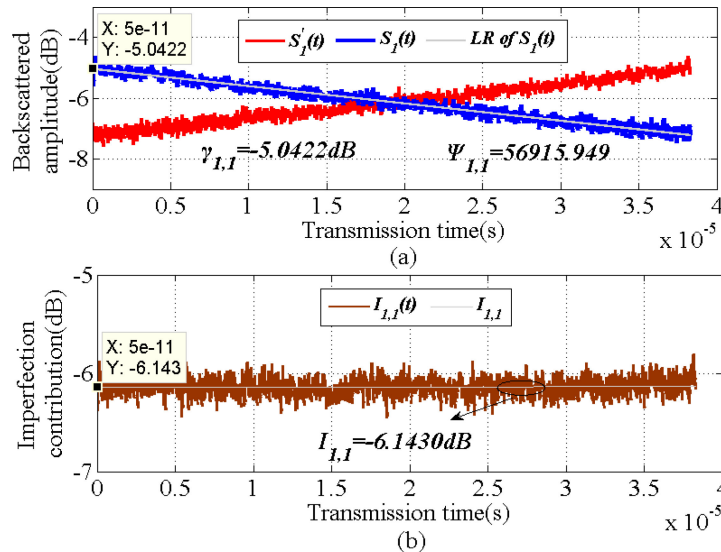 X: 5e-11
Y: -5.0422
S'1(t) S1(t) LR of S1(t)
-4
-6
-8
Backscattered
amplitude(dB)
γ1,1=-5.0422dB Ψ1,1=56915.949
0 0.5 1 1.5 2 2.5 3 3.5 4
Transmission time(s)
x 10-5
(a)
-5
-6
-7
Imperfection
contribution(dB)
I1,1(t) I1,1
X: 5e-11
Y: -6.143
I1,1=-6.1430dB
0 0.5 1 1.5 2 2.5 3 3.5 4
Transmission time(s)
x 10-5
(b)